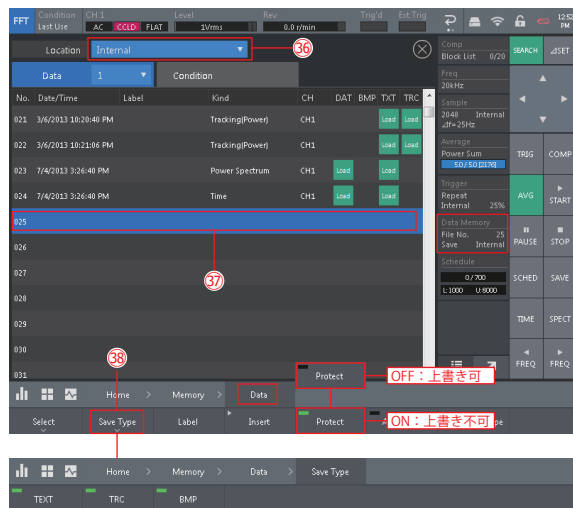 FFT Condition Last Use CH 1 AC CCLD FLAT Level 1Vrms Rev 0.0 r/min Trig'd Ext Trig 12:52 PM
Location Internal ㊱
Data 1 Condition
No. Date/Time Label Kind CH DAT BMP TXT TRC
021 3/6/2013 10:20:40 PM Tracking(Power) CH1 Load Load
022 3/6/2013 10:21:06 PM Tracking(Power) CH1 Load Load
023 7/4/2013 3:26:40 PM Power Spectrum CH1 Load Load
024 7/4/2013 3:26:40 PM Time CH1 Load Load
025
026
027
㊲
028
029
030
㊳
031
Comp
Block List 0/20
Freq
20kHz
Sample
2048 Internal
⊿f=25Hz
Average
Power Sum
50 / 50 [2176]
Trigger
Repeat
Internal 25%
Data Memory
File No. 25
Save Internal
Schedule
0 / 700
L:1000 U:8000
SEARCH ⊿SET
TRIG COMP
AVG START
PAUSE STOP
SCHED SAVE
TIME SPECT
FREQ FREQ
Protect OFF：上書き可
Home > Memory > Data
Select Save Type Label Insert Protect ON：上書き不可
Home > Memory > Data > Save Type
TEXT TRC BMP